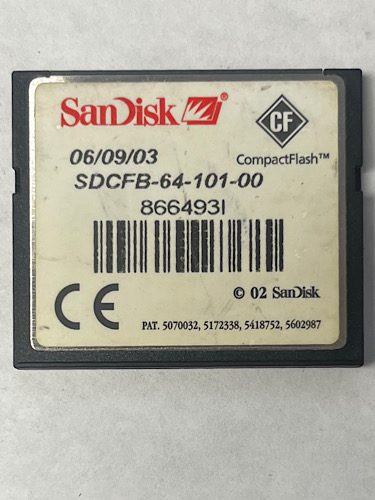 SanDisk ®
CF
CompactFlash™
06/09/03
SDCFB-64-101-00
866493I
CE
© 02 SanDisk
PAT. 5070032, 5172338, 5418752, 5602987